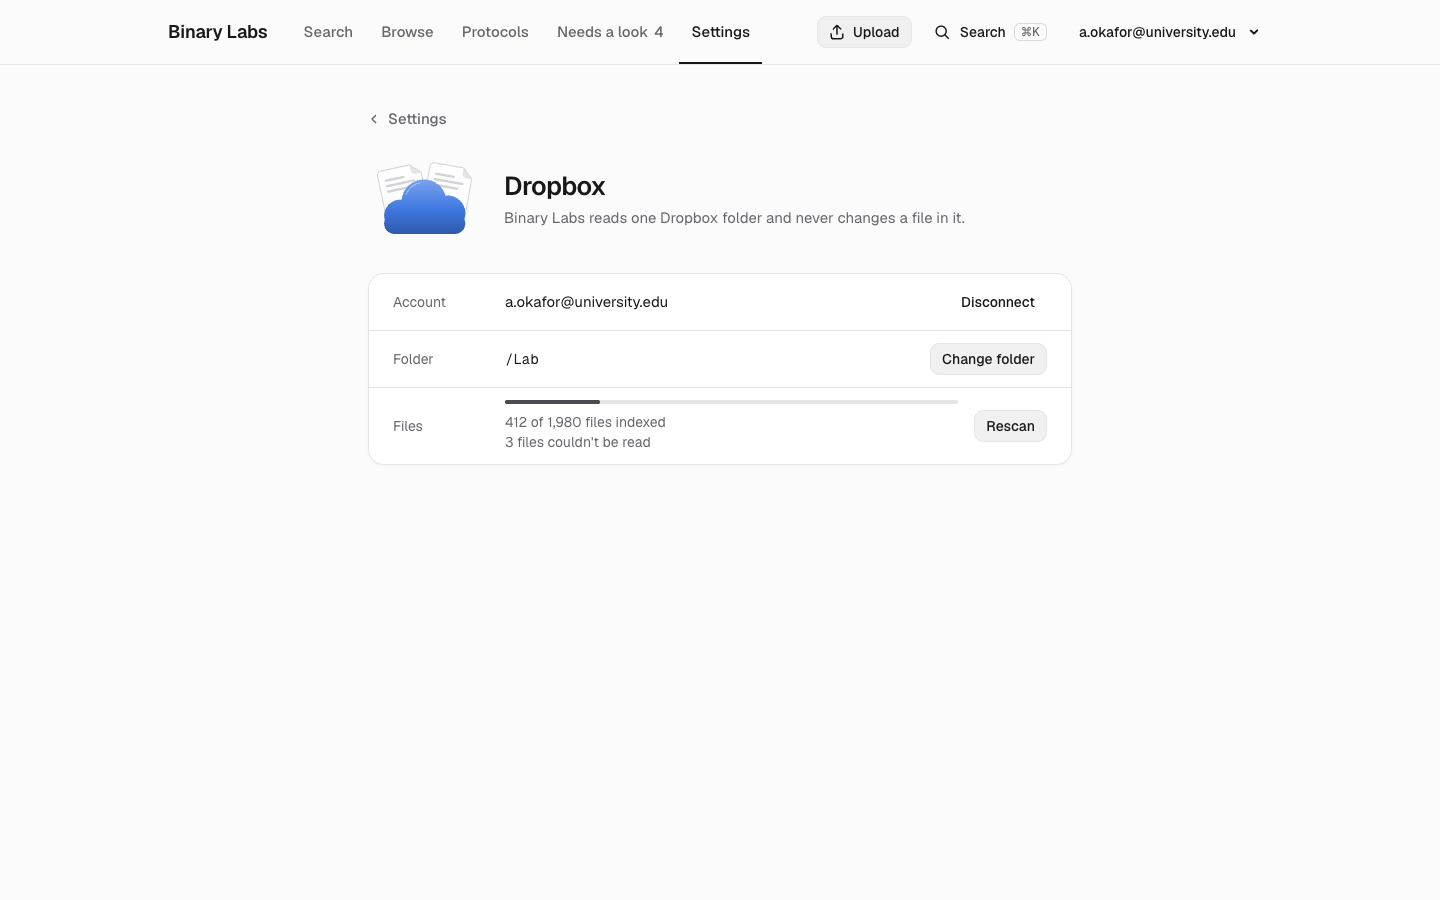 Binary Labs
Search
Browse
Protocols
Needs a look 4
Settings
Upload
Search ⌘K
a.okafor@university.edu
Settings
Dropbox
Binary Labs reads one Dropbox folder and never changes a file in it.
Account
a.okafor@university.edu
Disconnect
Folder
/Lab
Change folder
Files
412 of 1,980 files indexed
3 files couldn't be read
Rescan